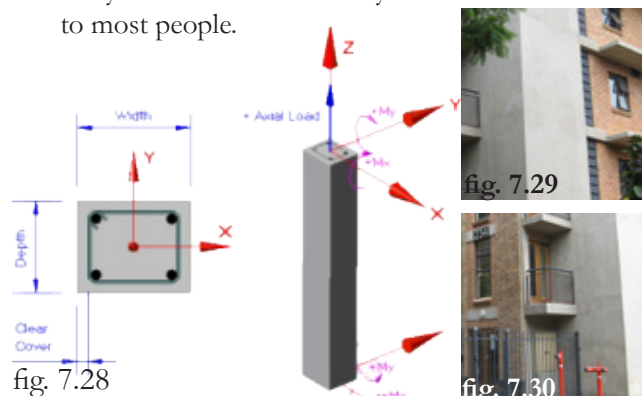 to most people.
Z
Width
+ Axial Load
+My
Y
Y
+Mx
X
X
Depth
fig. 7.29
Clear
Cover
+My
fig. 7.28
fig. 7.30